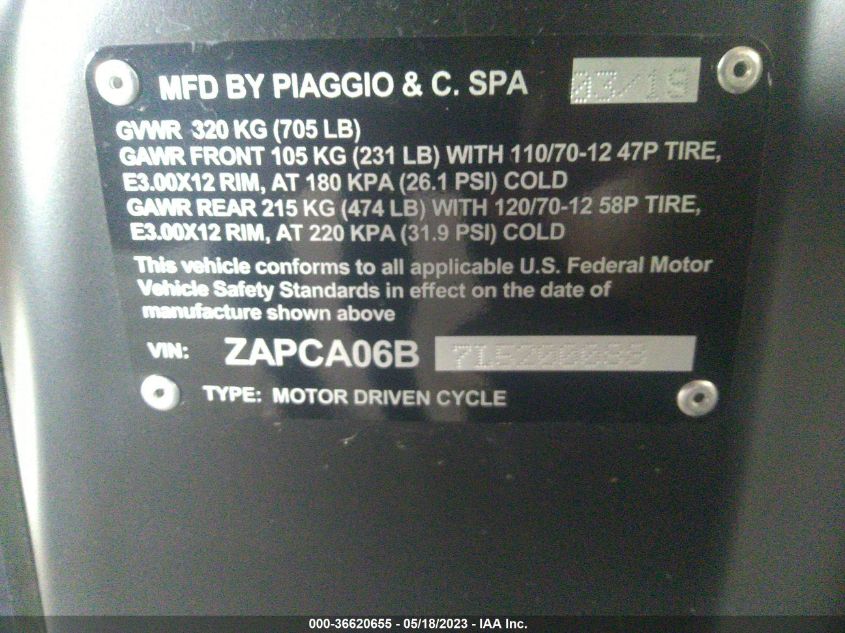 MFD BY PIAGGIO & C. SPA 03/19
GVWR 320 KG (705 LB)
GAWR FRONT 105 KG (231 LB) WITH 110/70-12 47P TIRE,
E3.00X12 RIM, AT 180 KPA (26.1 PSI) COLD
GAWR REAR 215 KG (474 LB) WITH 120/70-12 58P TIRE,
E3.00X12 RIM, AT 220 KPA (31.9 PSI) COLD
This vehicle conforms to all applicable U.S. Federal Motor
Vehicle Safety Standards in effect on the date of
manufacture shown above
VIN: ZAPCA06B
TYPE: MOTOR DRIVEN CYCLE
000-36620655 - 05/18/2023 - IAA Inc.